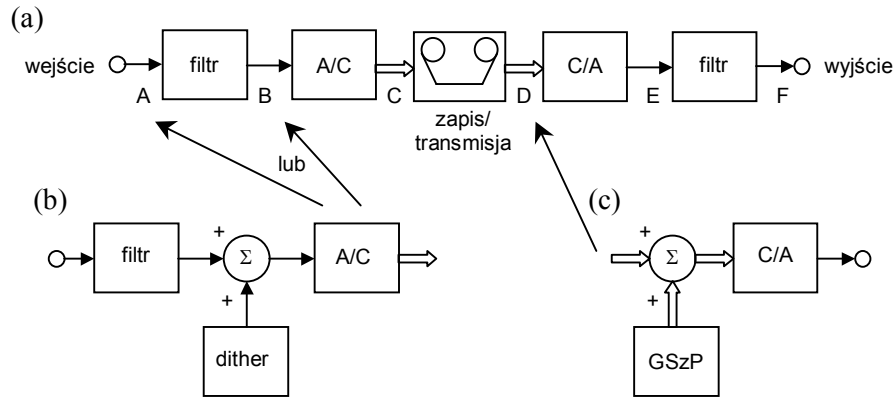 (a)
wejście
filtr
A/C
C/A
filtr
wyjście
A
B
C
D
E
F
zapis/
transmisja
lub
(b)
(c)
filtr
+
Σ
+
A/C
dither
+
Σ
+
C/A
GSzP